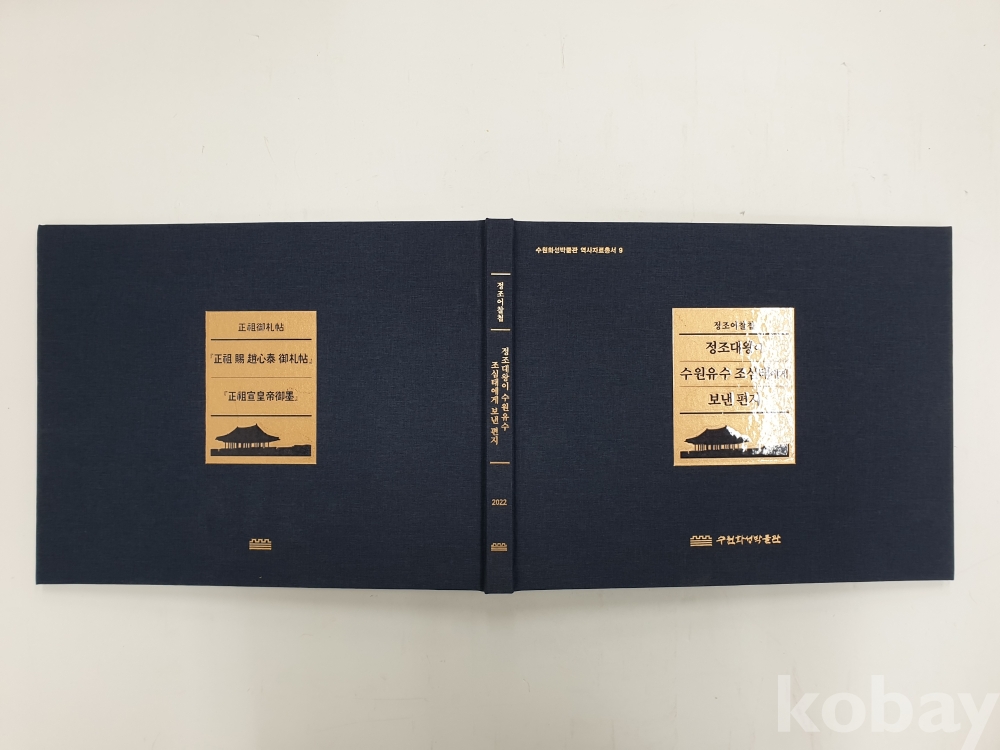 正祖御札帖
「正祖 賜 趙心泰 御札帖」
「正祖宣皇帝御墨」
정조어찰첩
정조대왕이 수원유수
조심태에게 보낸 편지
2022
수원화성박물관 역사자료총서 9
정조어찰첩
정조대왕이
수원유수 조심태에게
보낸 편지
수원화성박물관
kobay